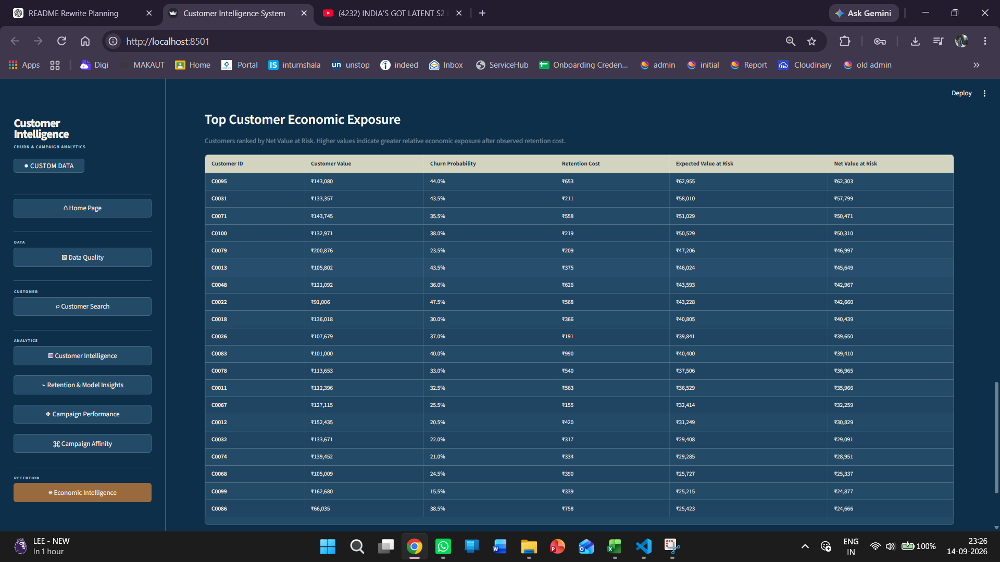 README Rewrite Planning
Customer Intelligence System
(4232) INDIA'S GOT LATENT S2
Ask Gemini
http://localhost:8501
Apps
Digi
MAKAUT
Home
Portal
IS inturnshala
un unstop
indeed
Inbox
ServiceHub
Onboarding Creden...
admin
initial
Report
Cloudinary
old admin
Deploy
Customer
Intelligence
CHURN & CAMPAIGN ANALYTICS
CUSTOM DATA
Home Page
DATA
Data Quality
CUSTOMER
Customer Search
ANALYTICS
Customer Intelligence
Retention & Model Insights
Campaign Performance
Campaign Affinity
RETENTION
Economic Intelligence
Top Customer Economic Exposure
Customers ranked by Net Value at Risk. Higher values indicate greater relative economic exposure after observed retention cost.
Customer ID Customer Value Churn Probability Retention Cost Expected Value at Risk Net Value at Risk
C0095 ₹143,080 44.0% ₹653 ₹62,955 ₹62,303
C0031 ₹133,357 43.5% ₹211 ₹58,010 ₹57,799
C0071 ₹143,745 35.5% ₹558 ₹51,029 ₹50,471
C0100 ₹132,971 38.0% ₹219 ₹50,529 ₹50,310
C0079 ₹200,876 23.5% ₹209 ₹47,206 ₹46,997
C0013 ₹105,802 43.5% ₹375 ₹46,024 ₹45,649
C0048 ₹121,092 36.0% ₹626 ₹43,593 ₹42,967
C0022 ₹91,006 47.5% ₹568 ₹43,228 ₹42,660
C0018 ₹136,018 30.0% ₹366 ₹40,805 ₹40,439
C0026 ₹107,679 37.0% ₹191 ₹39,841 ₹39,650
C0083 ₹101,000 40.0% ₹990 ₹40,400 ₹39,410
C0078 ₹113,653 33.0% ₹540 ₹37,506 ₹36,965
C0011 ₹112,396 32.5% ₹563 ₹36,529 ₹35,966
C0067 ₹127,115 25.5% ₹155 ₹32,414 ₹32,259
C0012 ₹152,435 20.5% ₹420 ₹31,249 ₹30,829
C0032 ₹133,671 22.0% ₹317 ₹29,408 ₹29,091
C0074 ₹139,452 21.0% ₹334 ₹29,285 ₹28,951
C0068 ₹105,009 24.5% ₹390 ₹25,727 ₹25,337
C0099 ₹162,680 15.5% ₹339 ₹25,215 ₹24,877
C0086 ₹66,035 38.5% ₹758 ₹25,423 ₹24,666
LEE - NEW
In 1 hour
ENG
IN
100%
23:26
14-09-2026